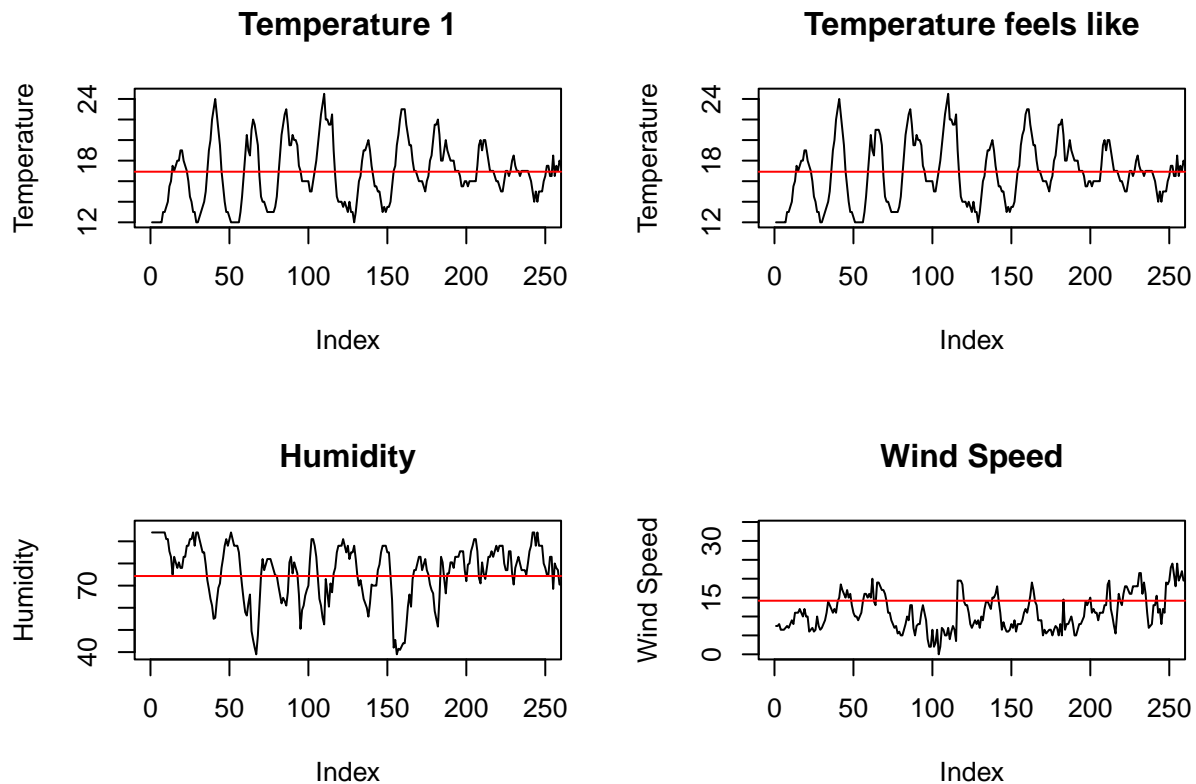 Temperature 1
Temperature
24
18
12
0 50 100 150 200 250
Index
Temperature feels like
Temperature
24
18
12
0 50 100 150 200 250
Index
Humidity
Humidity
70
40
0 50 100 150 200 250
Index
Wind Speed
Wind Speed
30
15
0
0 50 100 150 200 250
Index